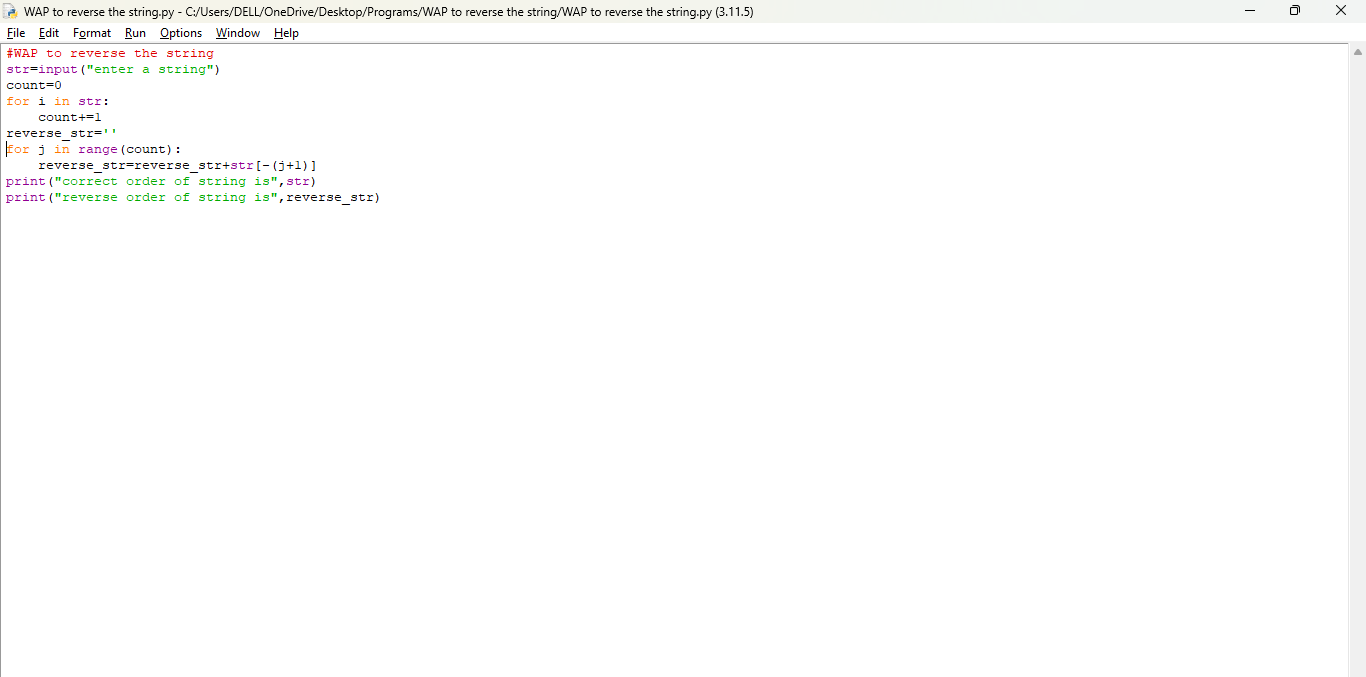 WAP to reverse the string.py - C:/Users/DELL/OneDrive/Desktop/Programs/WAP to reverse the string/WAP to reverse the string.py (3.11.5)
File Edit Format Run Options Window Help
#WAP to reverse the string
str=input("enter a string")
count=0
for i in str:
    count+=1
reverse_str=''
for j in range(count):
    reverse_str=reverse_str+str[-(j+1)]
print("correct order of string is",str)
print("reverse order of string is",reverse_str)